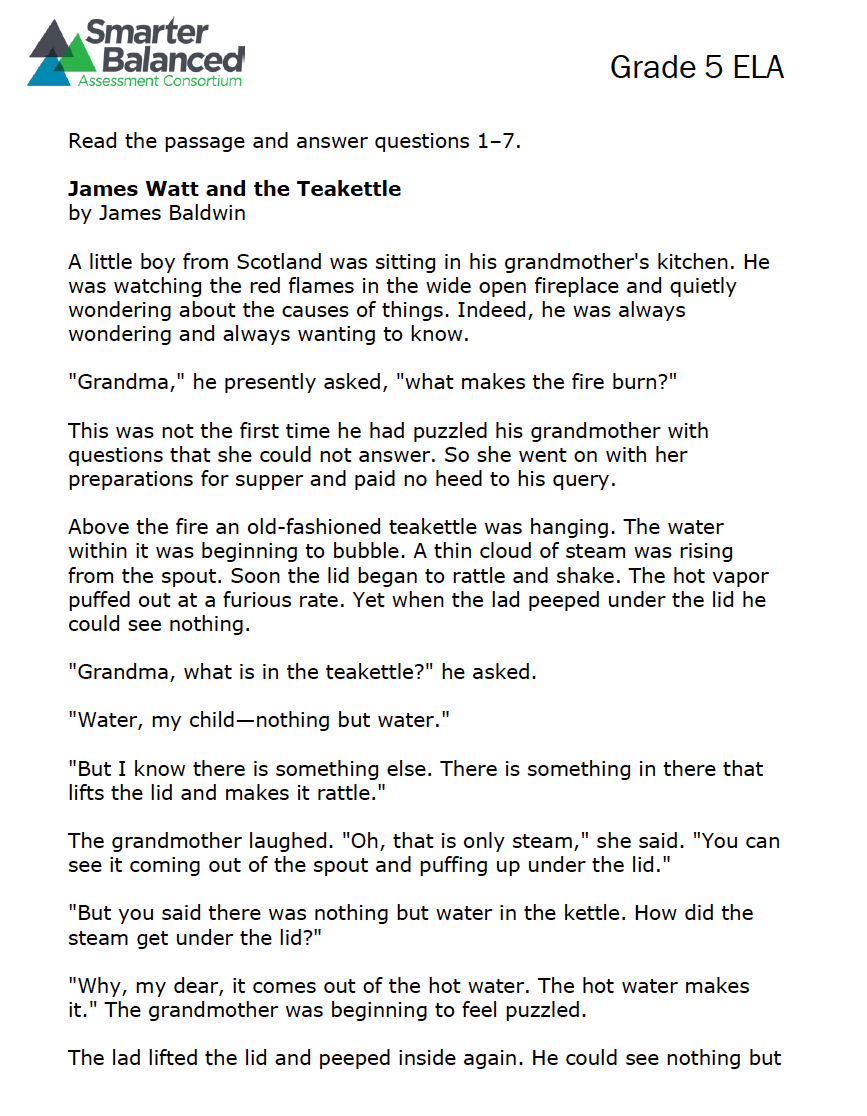 Smarter
Balanced
Assessment Consortium
Grade 5 ELA
Read the passage and answer questions 1–7.
James Watt and the Teakettle
by James Baldwin
A little boy from Scotland was sitting in his grandmother's kitchen. He
was watching the red flames in the wide open fireplace and quietly
wondering about the causes of things. Indeed, he was always
wondering and always wanting to know.
"Grandma," he presently asked, "what makes the fire burn?"
This was not the first time he had puzzled his grandmother with
questions that she could not answer. So she went on with her
preparations for supper and paid no heed to his query.
Above the fire an old-fashioned teakettle was hanging. The water
within it was beginning to bubble. A thin cloud of steam was rising
from the spout. Soon the lid began to rattle and shake. The hot vapor
puffed out at a furious rate. Yet when the lad peeped under the lid he
could see nothing.
"Grandma, what is in the teakettle?" he asked.
"Water, my child—nothing but water."
"But I know there is something else. There is something in there that
lifts the lid and makes it rattle."
The grandmother laughed. "Oh, that is only steam," she said. "You can
see it coming out of the spout and puffing up under the lid."
"But you said there was nothing but water in the kettle. How did the
steam get under the lid?"
"Why, my dear, it comes out of the hot water. The hot water makes
it." The grandmother was beginning to feel puzzled.
The lad lifted the lid and peeped inside again. He could see nothing but